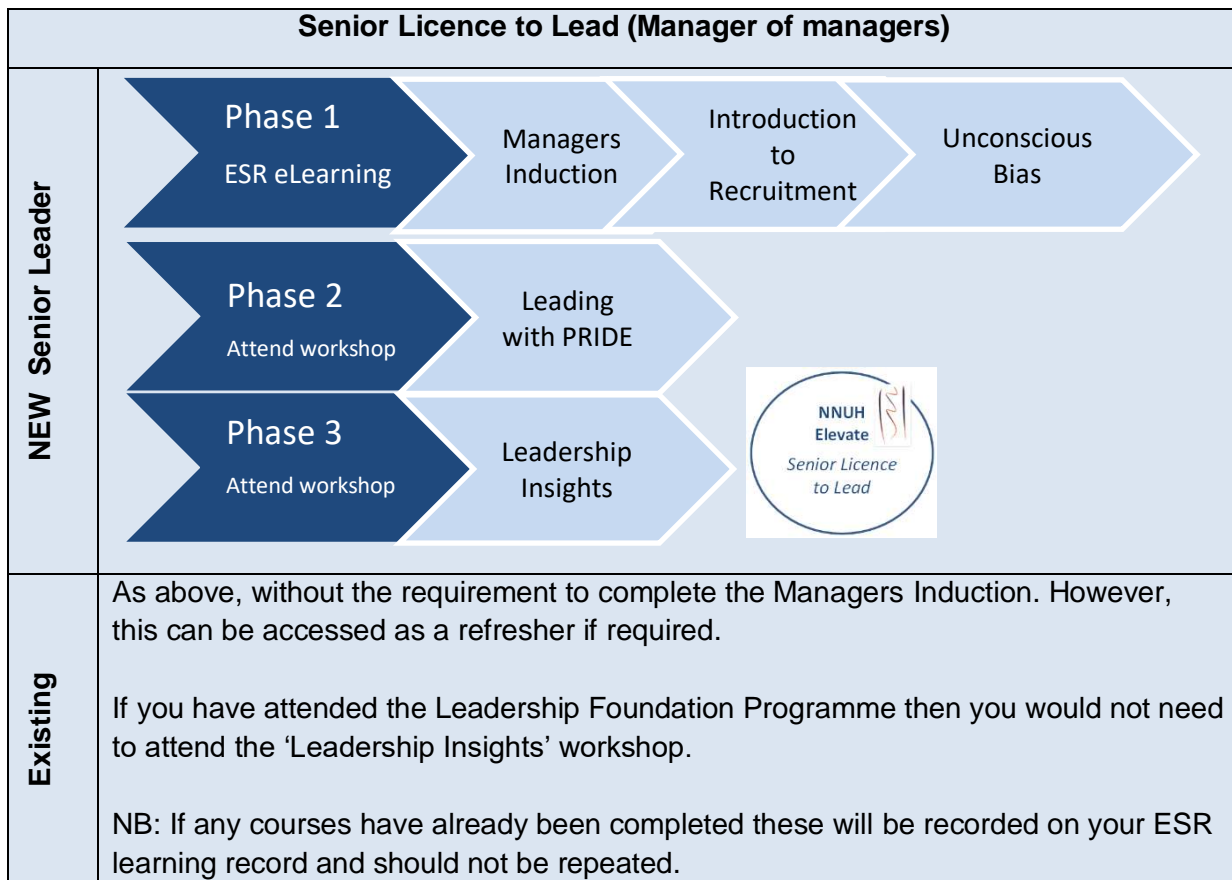 Senior Licence to Lead (Manager of managers)
NEW Senior Leader
Phase 1
ESR eLearning
Managers
Induction
Introduction
to
Recruitment
Unconscious
Bias
Phase 2
Attend workshop
Leading
with PRIDE
Phase 3
Attend workshop
Leadership
Insights
NNUH
Elevate
Senior Licence
to Lead
Existing
As above, without the requirement to complete the Managers Induction. However,
this can be accessed as a refresher if required.
If you have attended the Leadership Foundation Programme then you would not need
to attend the ‘Leadership Insights’ workshop.
NB: If any courses have already been completed these will be recorded on your ESR
learning record and should not be repeated.